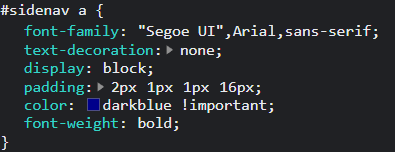 #sidenav a {
font-family: "Segoe UI",Arial,sans-serif;
text-decoration: none;
display: block;
padding: 2px 1px 1px 16px;
color: darkblue !important;
font-weight: bold;
}